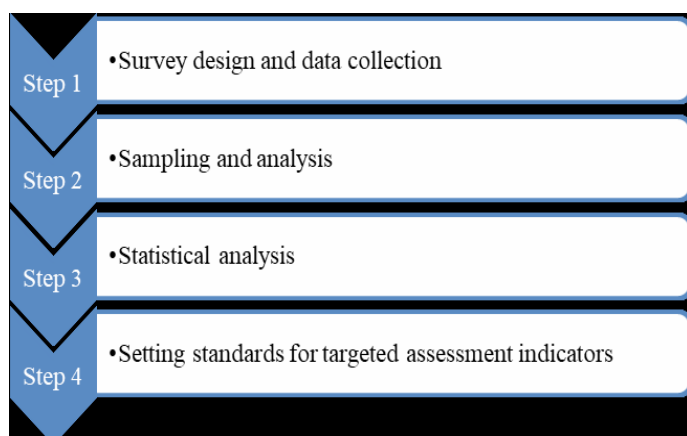 Step 1
•Survey design and data collection
Step 2
•Sampling and analysis
Step 3
•Statistical analysis
Step 4
•Setting standards for targeted assessment indicators